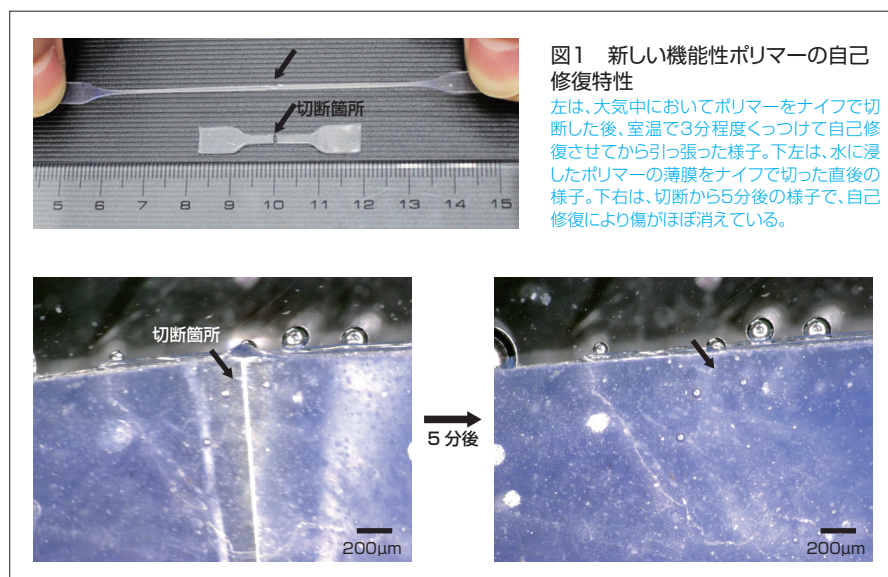 図1　新しい機能性ポリマーの自己
修復特性
左は、大気中においてポリマーをナイフで切
断した後、室温で3分程度くっつけて自己修
復させてから引っ張った様子。下左は、水に浸
したポリマーの薄膜をナイフで切った直後の
様子。下右は、切断から5分後の様子で、自己
修復により傷がほぼ消えている。
切断箇所
5 6 7 8 9 10 11 12 13 14 15
切断箇所
200μm
5分後
200μm